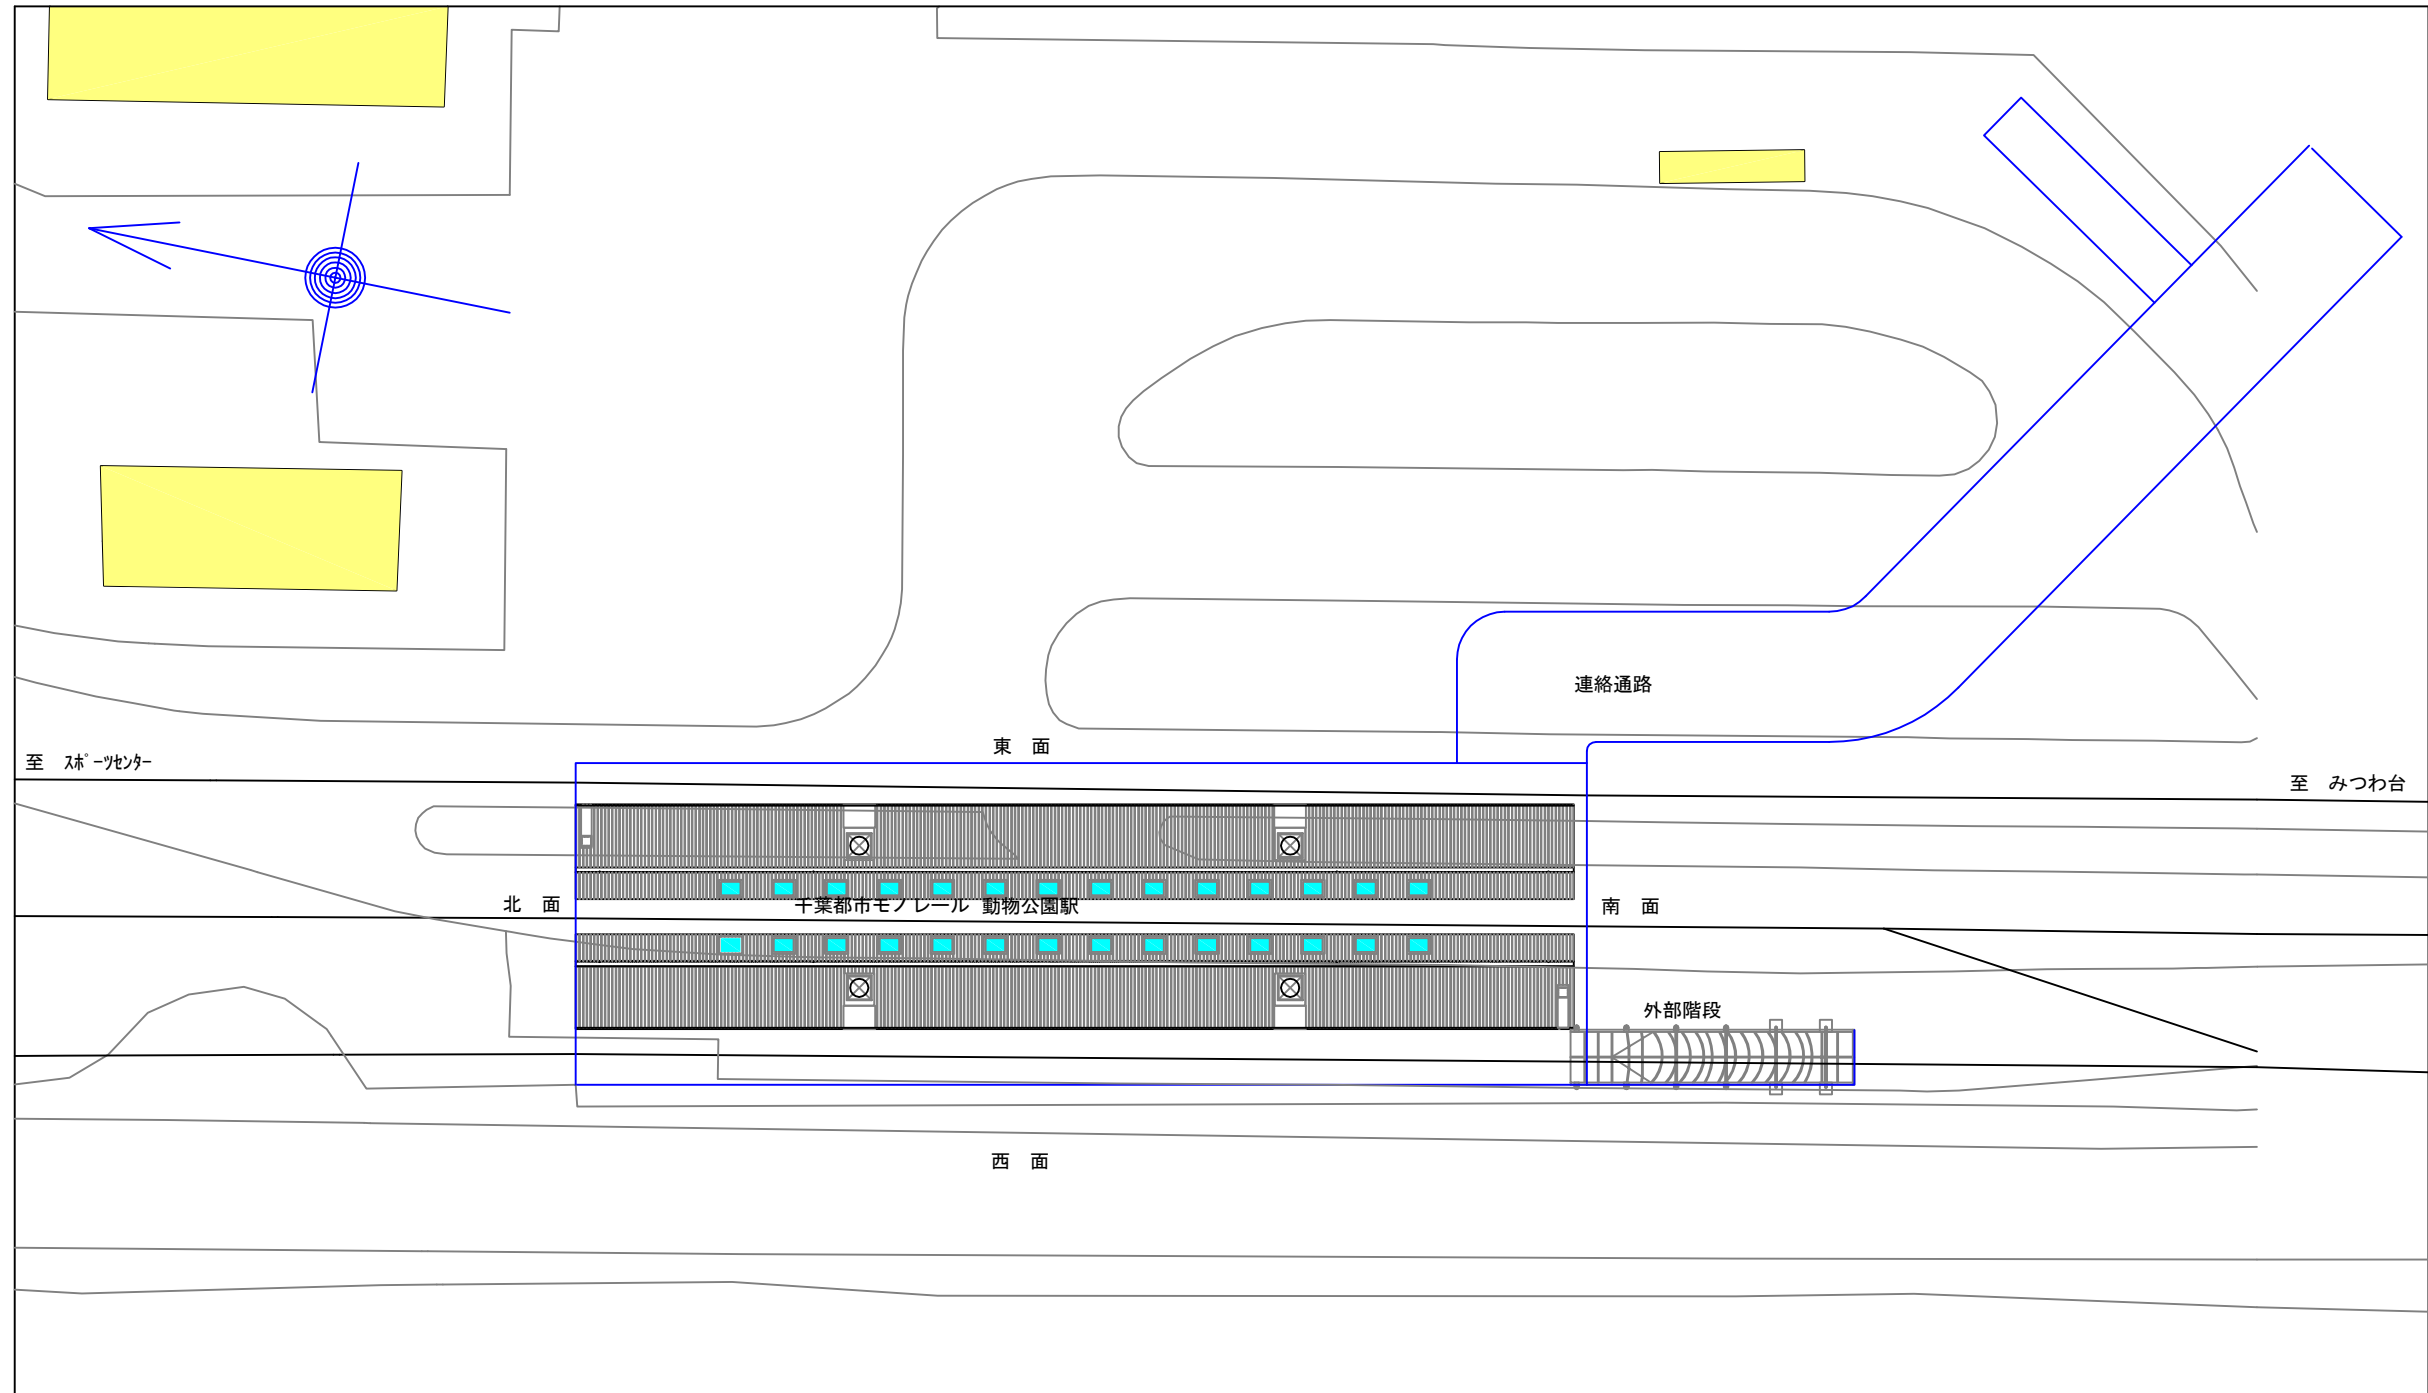 連絡通路
東　面
至　ｽﾎﾟｰﾂｾﾝﾀｰ
至　みつわ台
北　面
千葉都市モノレール　動物公園駅
南　面
外部階段
西　面